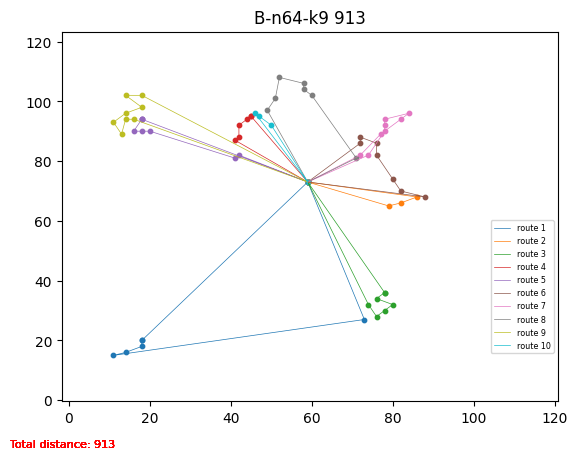 B-n64-k9 913
120
100
80
60
40
20
0
route 1
route 2
route 3
route 4
route 5
route 6
route 7
route 8
route 9
route 10
0 20 40 60 80 100 120
Total distance: 913